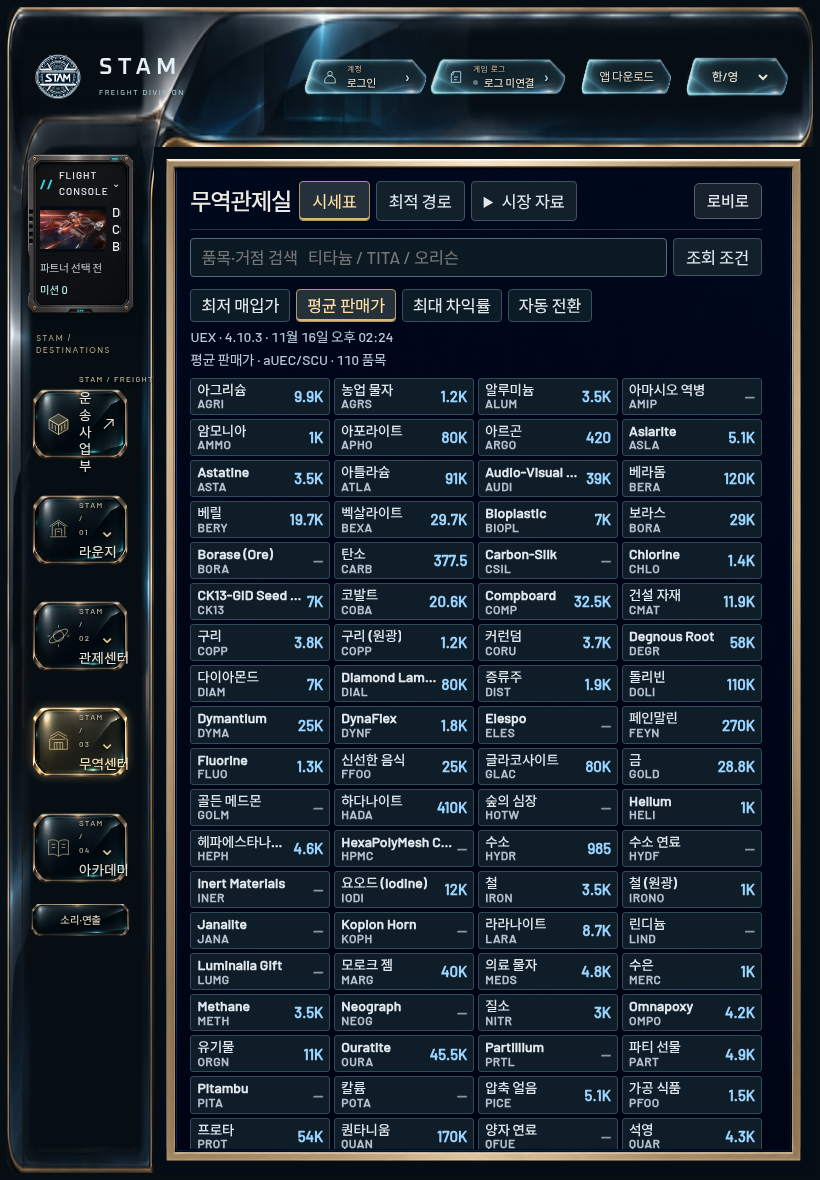 STAM
STAM
FREIGHT DIVISION
계정
로그인
게임 로그
로그 미연결
앱 다운로드
한/영
// FLIGHT
CONSOLE
D
C
B
파트너 선택 전
미션 0
STAM /
DESTINATIONS
STAM / FREIGHT
운
송
사
업
부
STAM
/
01
라운지
STAM
/
02
관제센터
STAM
/
03
무역센터
STAM
/
04
아카데미
소리·연출
무역관제실
시세표
최적 경로
▶ 시장 자료
로비로
품목·거점 검색 티타늄 / TITA / 오리슨
조회 조건
최저 매입가
평균 판매가
최대 차익률
자동 전환
UEX · 4.10.3 · 11월 16일 오후 02:24
평균 판매가 · aUEC/SCU · 110 품목
아그리슘 AGRI 9.9K
농업 물자 AGRS 1.2K
알루미늄 ALUM 3.5K
아마시오 역병 AMIP —
암모니아 AMMO 1K
아포라이트 APHO 80K
아르곤 ARGO 420
Aslarite ASLA 5.1K
Astatine ASTA 3.5K
아틀라슘 ATLA 91K
Audio-Visual ... AUDI 39K
베라돔 BERA 120K
베릴 BERY 19.7K
벡살라이트 BEXA 29.7K
Bioplastic BIOPL 7K
보라스 BORA 29K
Borase (Ore) BORA —
탄소 CARB 377.5
Carbon-Silk CSIL —
Chlorine CHLO 1.4K
CK13-GID Seed ... CK13 7K
코발트 COBA 20.6K
Compboard COMP 32.5K
건설 자재 CMAT 11.9K
구리 COPP 3.8K
구리 (원광) COPP 1.2K
커런덤 CORU 3.7K
Degnous Root DEGR 58K
다이아몬드 DIAM 7K
Diamond Lam... DIAL 80K
증류주 DIST 1.9K
돌리빈 DOLI 110K
Dymantium DYMA 25K
DynaFlex DYNF 1.8K
Elespo ELES —
페인말린 FEYN 270K
Fluorine FLUO 1.3K
신선한 음식 FFOO 25K
글라코사이트 GLAC 80K
금 GOLD 28.8K
골든 메드몬 GOLM —
하다나이트 HADA 410K
숲의 심장 HOTW —
Helium HELI 1K
헤파에스타나... HEPH 4.6K
HexaPolyMesh C... HPMC —
수소 HYDR 985
수소 연료 HYDF —
Inert Materials INER —
요오드 (Iodine) IODI 12K
철 IRON 3.5K
철 (원광) IRONO 1K
Janalite JANA —
Kopion Horn KOPH —
라라나이트 LARA 8.7K
린디늄 LIND —
Luminalia Gift LUMG —
모로크 젬 MARG 40K
의료 물자 MEDS 4.8K
수은 MERC 1K
Methane METH 3.5K
Neograph NEOG —
질소 NITR 3K
Omnapoxy OMPO 4.2K
유기물 ORGN 11K
Ouratite OURA 45.5K
Partillium PRTL —
파티 선물 PART 4.9K
Pitambu PITA —
칼륨 POTA —
압축 얼음 PICE 5.1K
가공 식품 PFOO 1.5K
프로타 PROT 54K
퀀타니움 QUAN 170K
양자 연료 QFUE —
석영 QUAR 4.3K